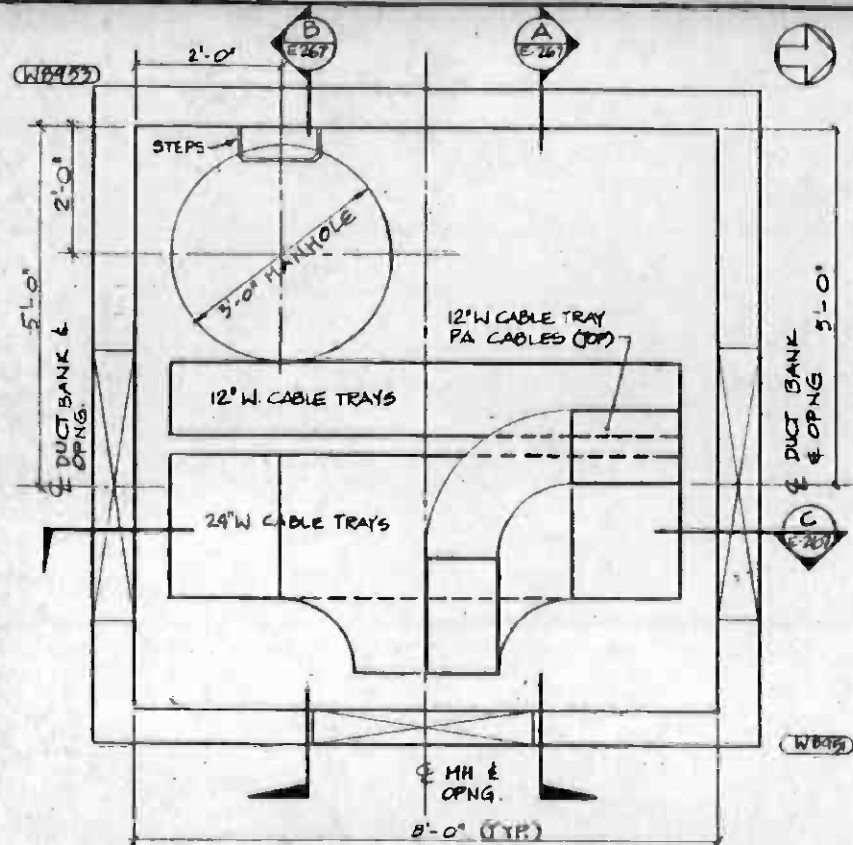 B
E-267
A
E-267
2'-0"
WB953
STEPS
2'-0"
5'-0"
3'-0" MANHOLE
12" W CABLE TRAY
PA CABLES (TOP)
12" W. CABLE TRAYS
℄ DUCT BANK &
OPNG.
24" W CABLE TRAYS
℄ DUCT BANK
& OPNG
5'-0"
C
E-267
℄ MH &
OPNG.
8'-0" (TYP.)